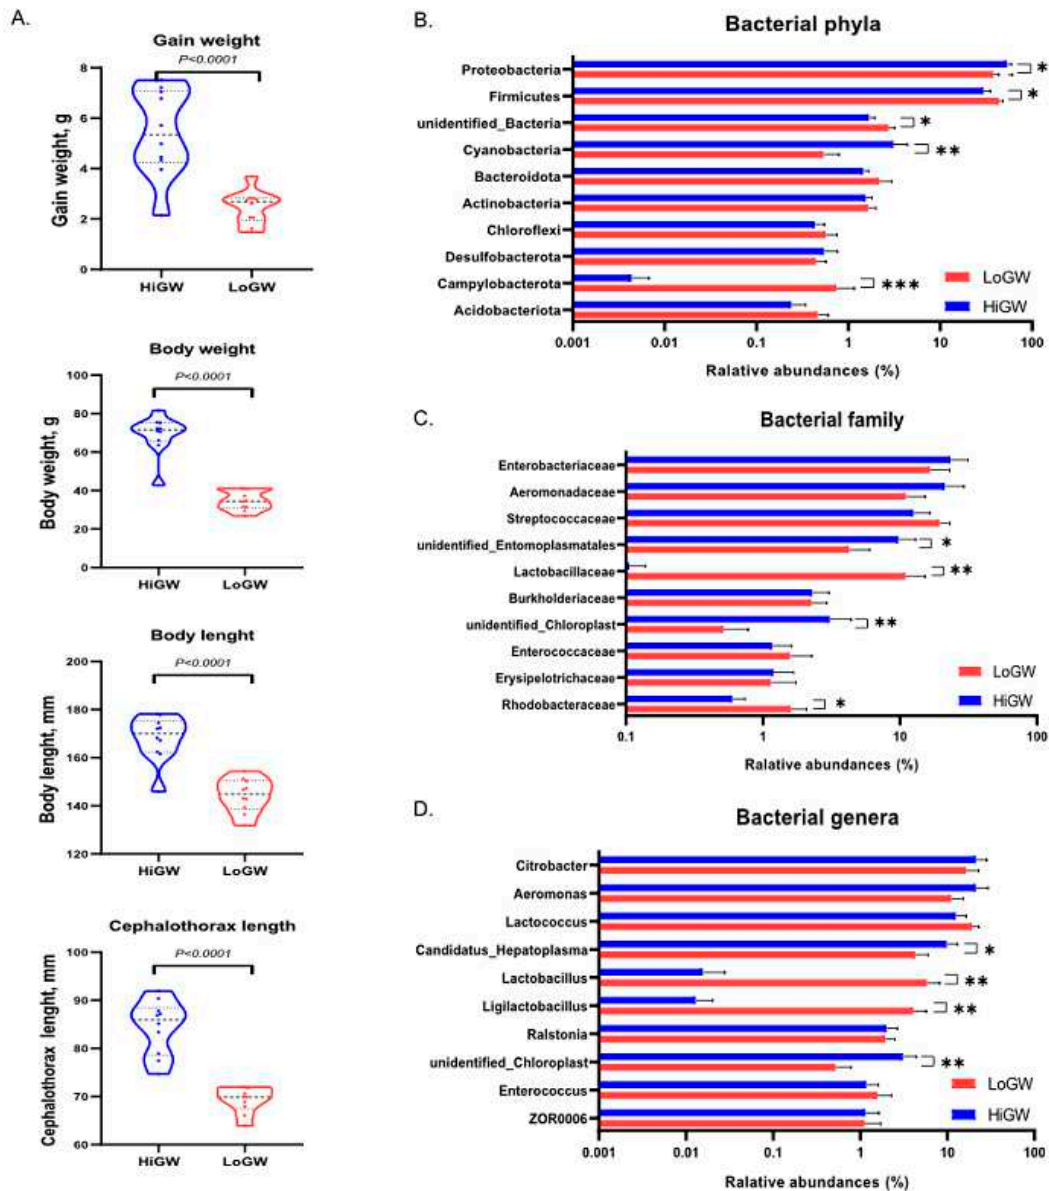 A.
Gain weight
P<0.0001
Gain weight, g
8
6
4
2
0
HiGW LoGW
Body weight
P<0.0001
Body weight, g
100
80
60
40
20
0
HiGW LoGW
Body lenght
P<0.0001
Body lenght, mm
200
180
160
140
120
HiGW LoGW
Cephalothorax length
P<0.0001
Cephalothorax lenght, mm
100
90
80
70
60
HiGW LoGW
B.
Bacterial phyla
Proteobacteria *
Firmicutes *
unidentified_Bacteria *
Cyanobacteria **
Bacteroidota
Actinobacteria
Chloroflexi
Desulfobacterota
Campylobacterota ***
Acidobacteriota
LoGW
HiGW
0.001 0.01 0.1 1 10 100
Ralative abundances (%)
C.
Bacterial family
Enterobacteriaceae
Aeromonadaceae
Streptococcaceae
unidentified_Entomoplasmatales *
Lactobacillaceae **
Burkholderiaceae
unidentified_Chloroplast **
Enterococcaceae
Erysipelotrichaceae
Rhodobacteraceae *
LoGW
HiGW
0.1 1 10 100
Ralative abundances (%)
D.
Bacterial genera
Citrobacter
Aeromonas
Lactococcus
Candidatus_Hepatoplasma *
Lactobacillus **
Ligilactobacillus **
Ralstonia
unidentified_Chloroplast **
Enterococcus
ZOR0006
LoGW
HiGW
0.001 0.01 0.1 1 10 100
Ralative abundances (%)